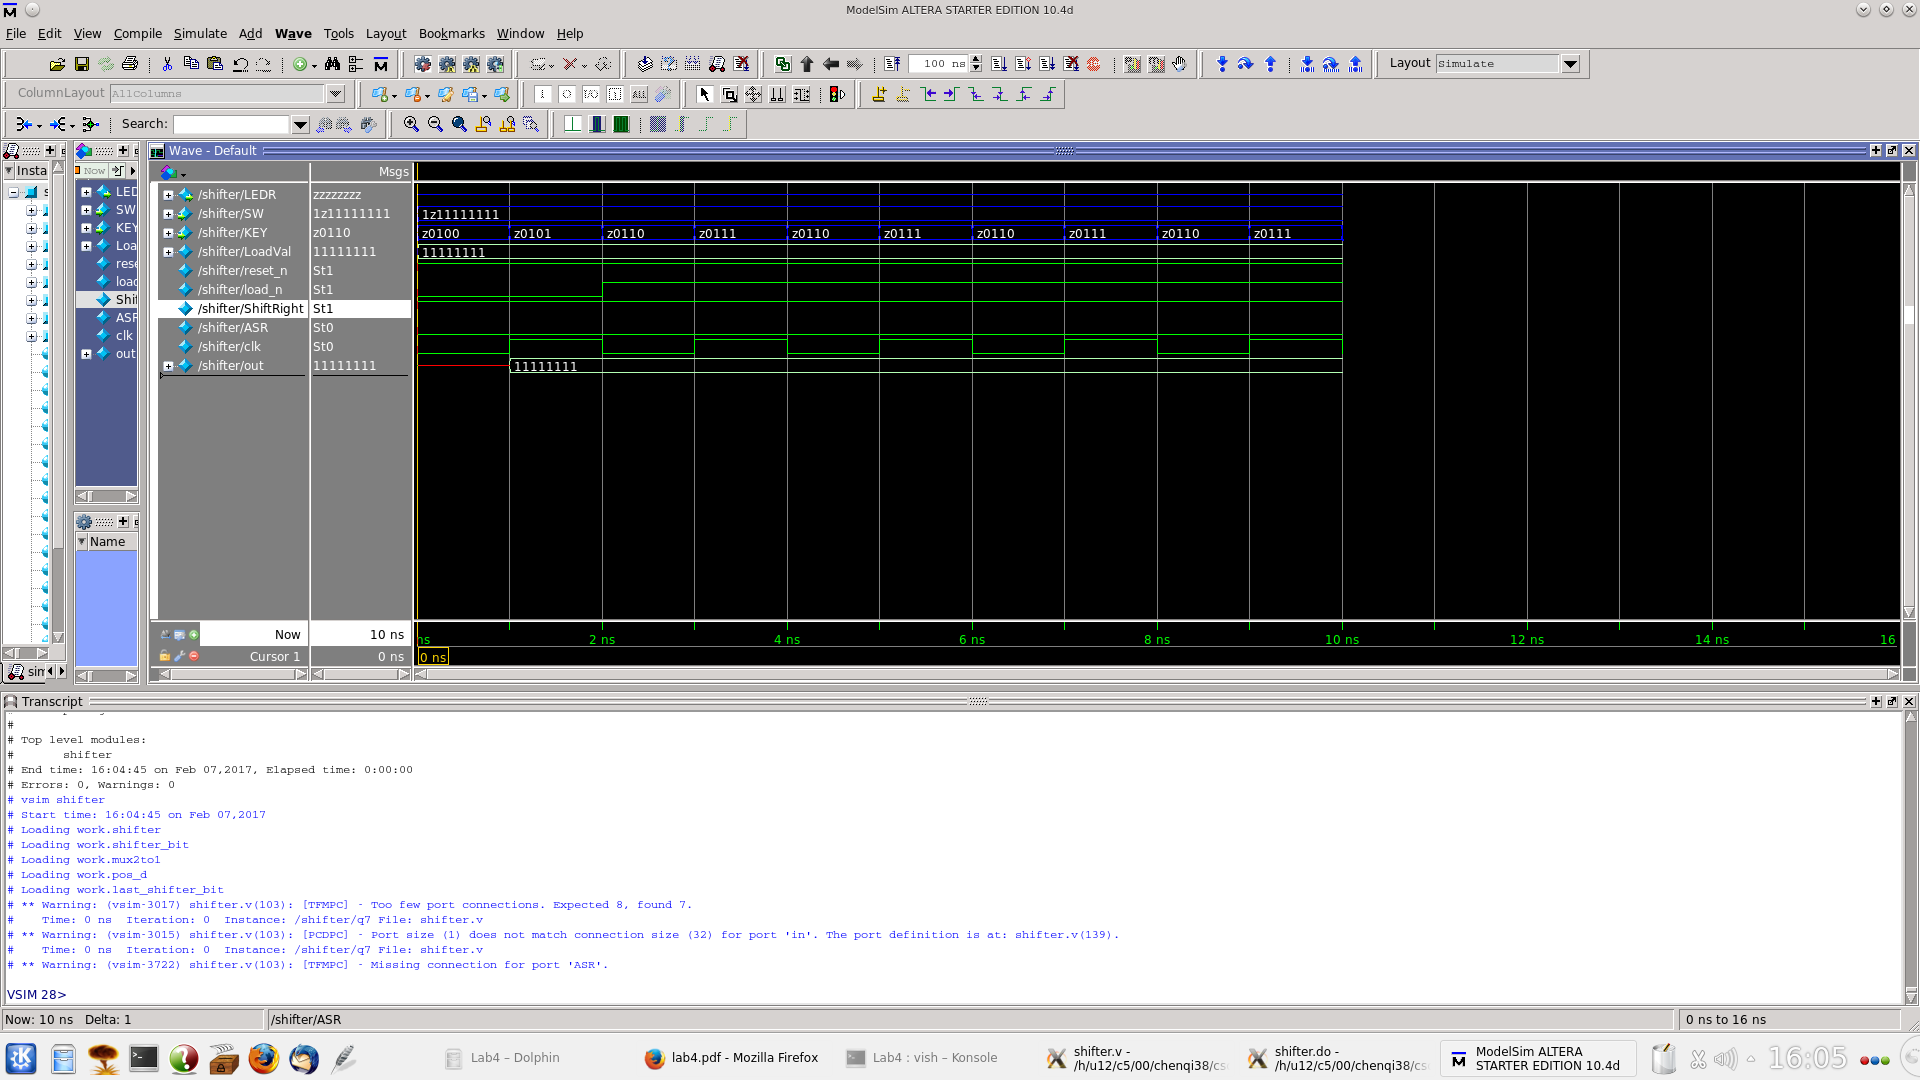 ModelSim ALTERA STARTER EDITION 10.4d
File Edit View Compile Simulate Add Wave Tools Layout Bookmarks Window Help
100 ns
Layout Simulate
ColumnLayout AllColumns
Search:
Wave - Default
Insta
Now
Msgs
/shifter/LEDR zzzzzzzz
/shifter/SW 1z11111111 1z11111111
/shifter/KEY z0110 z0100 z0101 z0110 z0111 z0110 z0111 z0110 z0111 z0110 z0111
/shifter/LoadVal 11111111 11111111
/shifter/reset_n St1
/shifter/load_n St1
/shifter/ShiftRight St1
/shifter/ASR St0
/shifter/clk St0
/shifter/out 11111111 11111111
LED
SW
KEY
Loa
rese
load
Shif
ASR
clk
out
Name
Now 10 ns
ns 2 ns 4 ns 6 ns 8 ns 10 ns 12 ns 14 ns 16
Cursor 1 0 ns 0 ns
sim
Transcript
#
# Top level modules:
# shifter
# End time: 16:04:45 on Feb 07,2017, Elapsed time: 0:00:00
# Errors: 0, Warnings: 0
# vsim shifter
# Start time: 16:04:45 on Feb 07,2017
# Loading work.shifter
# Loading work.shifter_bit
# Loading work.mux2to1
# Loading work.pos_d
# Loading work.last_shifter_bit
# ** Warning: (vsim-3017) shifter.v(103): [TFMPC] - Too few port connections. Expected 8, found 7.
# Time: 0 ns Iteration: 0 Instance: /shifter/q7 File: shifter.v
# ** Warning: (vsim-3015) shifter.v(103): [PCDPC] - Port size (1) does not match connection size (32) for port 'in'. The port definition is at: shifter.v(139).
# Time: 0 ns Iteration: 0 Instance: /shifter/q7 File: shifter.v
# ** Warning: (vsim-3722) shifter.v(103): [TFMPC] - Missing connection for port 'ASR'.
VSIM 28>
Now: 10 ns Delta: 1 /shifter/ASR 0 ns to 16 ns
Lab4 – Dolphin
lab4.pdf - Mozilla Firefox
Lab4 : vish – Konsole
shifter.v -
/h/u12/c5/00/chenqi38/cs
shifter.do -
/h/u12/c5/00/chenqi38/cs
ModelSim ALTERA
STARTER EDITION 10.4d
16:05